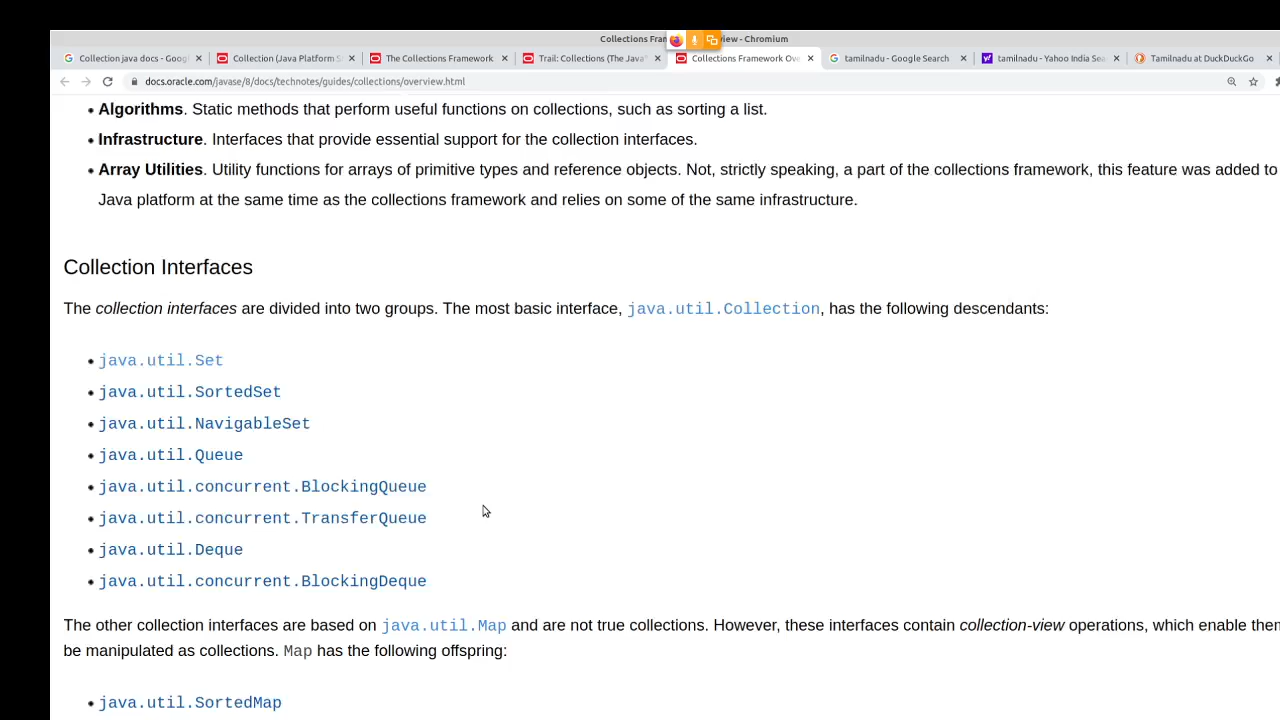 Collections Fran view - Chromium
Collection java docs - Goog
Collection (Java Platform S
The Collections Framework
Trail: Collections (The Java
Collections Framework Ove
tamilnadu - Google Search
tamilnadu - Yahoo India Sea
Tamilnadu at DuckDuckGo
docs.oracle.com/javase/8/docs/technotes/guides/collections/overview.html
• Algorithms. Static methods that perform useful functions on collections, such as sorting a list.
• Infrastructure. Interfaces that provide essential support for the collection interfaces.
• Array Utilities. Utility functions for arrays of primitive types and reference objects. Not, strictly speaking, a part of the collections framework, this feature was added to
Java platform at the same time as the collections framework and relies on some of the same infrastructure.
Collection Interfaces
The collection interfaces are divided into two groups. The most basic interface, java.util.Collection, has the following descendants:
• java.util.Set
• java.util.SortedSet
• java.util.NavigableSet
• java.util.Queue
• java.util.concurrent.BlockingQueue
• java.util.concurrent.TransferQueue
• java.util.Deque
• java.util.concurrent.BlockingDeque
The other collection interfaces are based on java.util.Map and are not true collections. However, these interfaces contain collection-view operations, which enable them
be manipulated as collections. Map has the following offspring:
• java.util.SortedMap